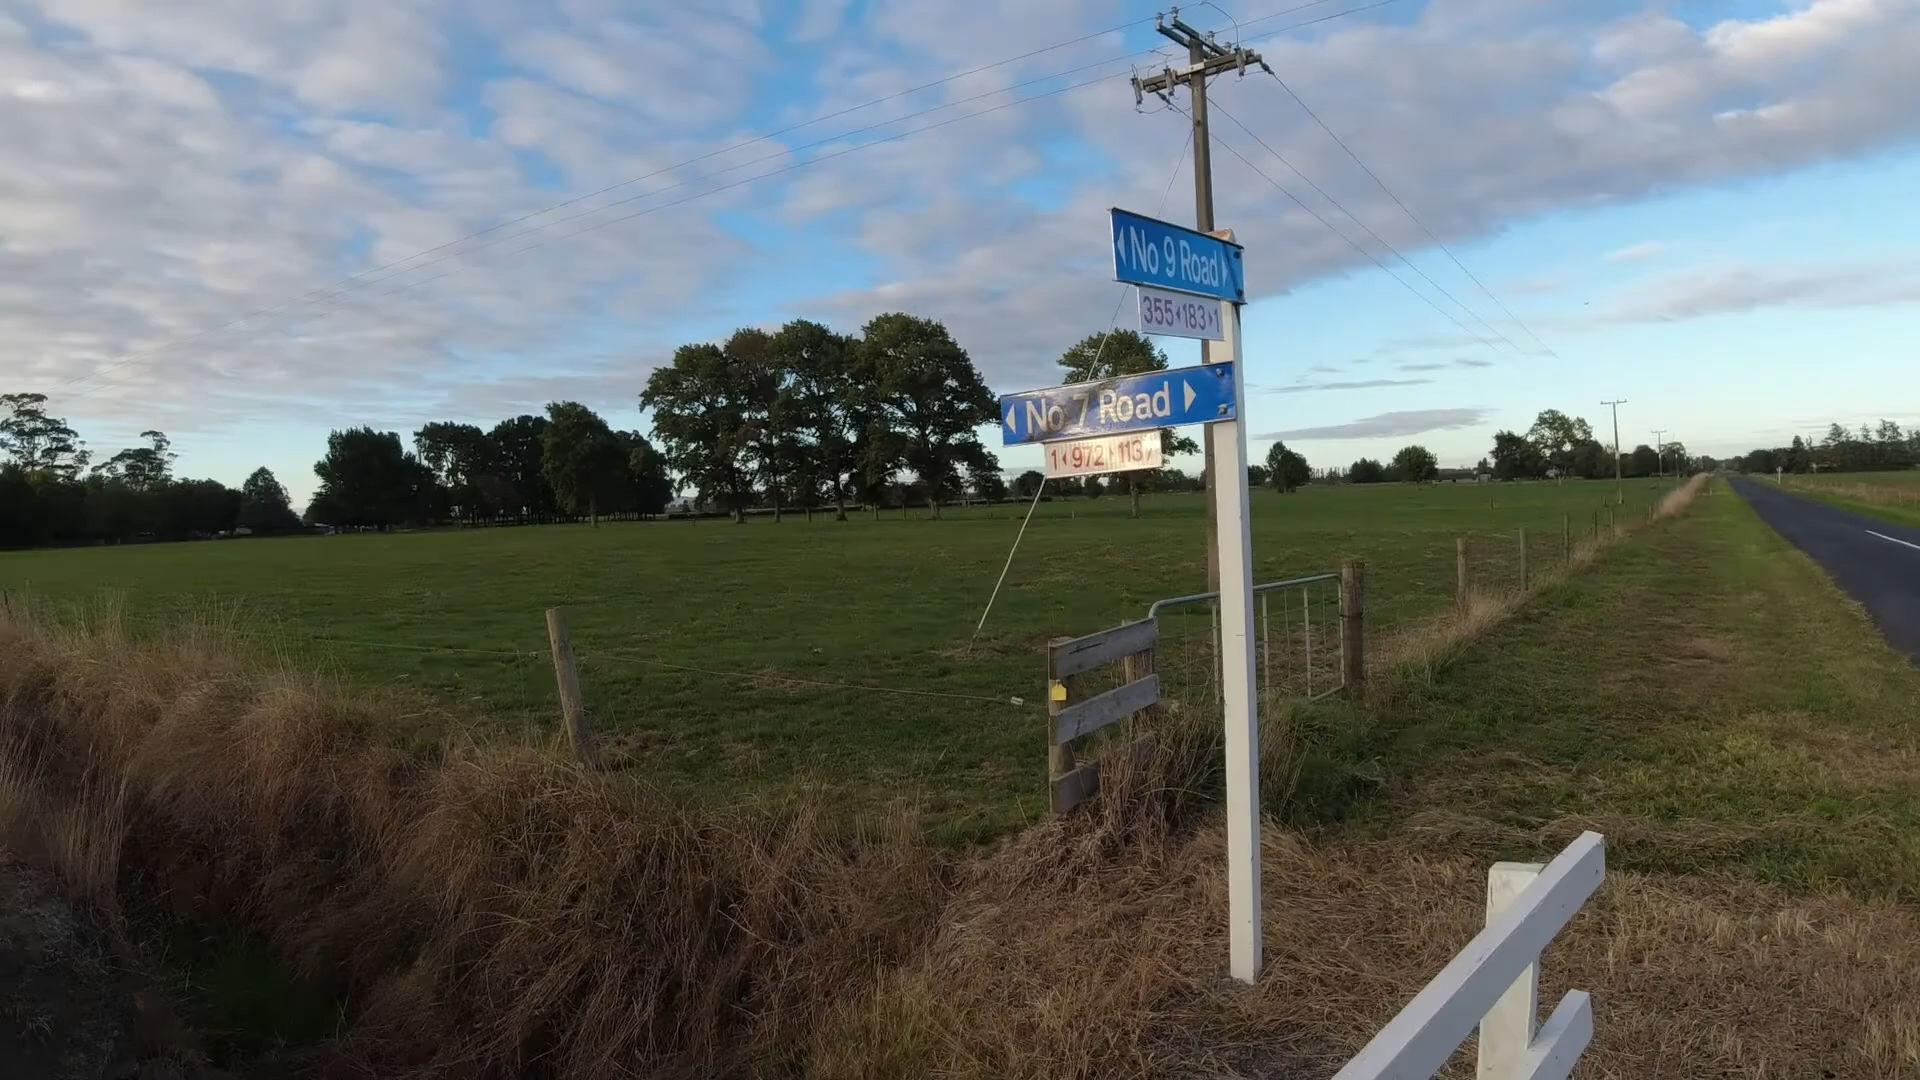 ◀ No 9 Road ▶
355◀183▶1
◀ No 7 Road ▶
1◀972 ▶113